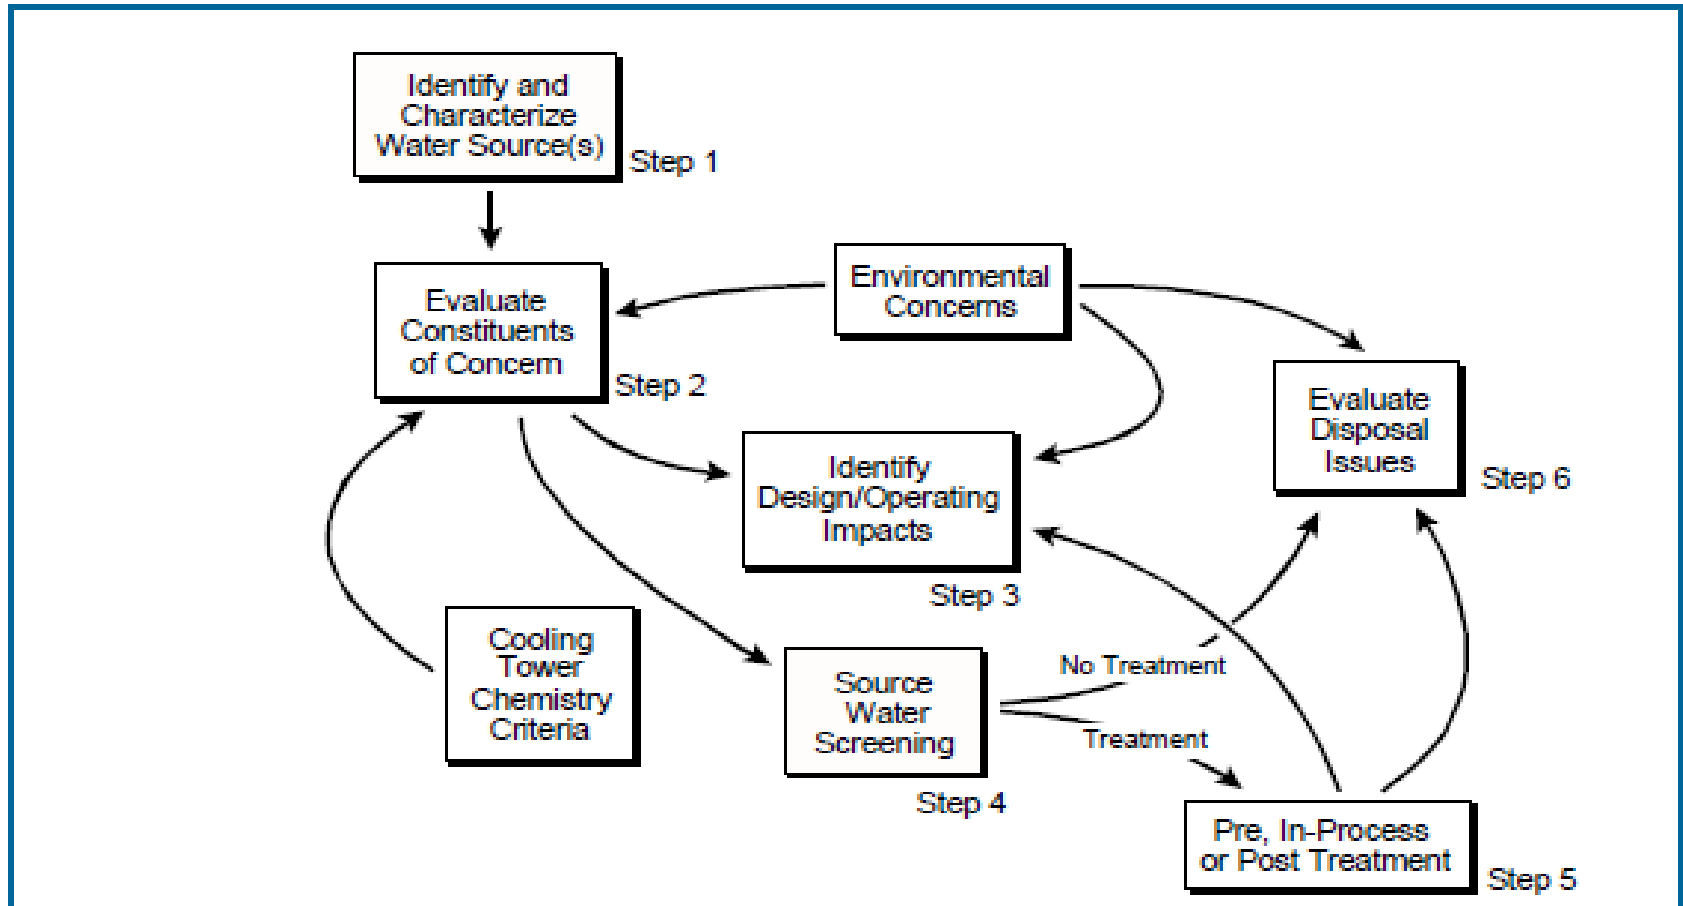 Identify and
Characterize
Water Source(s)
Step 1
Evaluate
Constituents
of Concern
Step 2
Environmental
Concerns
Identify
Design/Operating
Impacts
Step 3
Evaluate
Disposal
Issues
Step 6
Cooling
Tower
Chemistry
Criteria
Source
Water
Screening
Step 4
No Treatment
Treatment
Pre, In-Process
or Post Treatment
Step 5